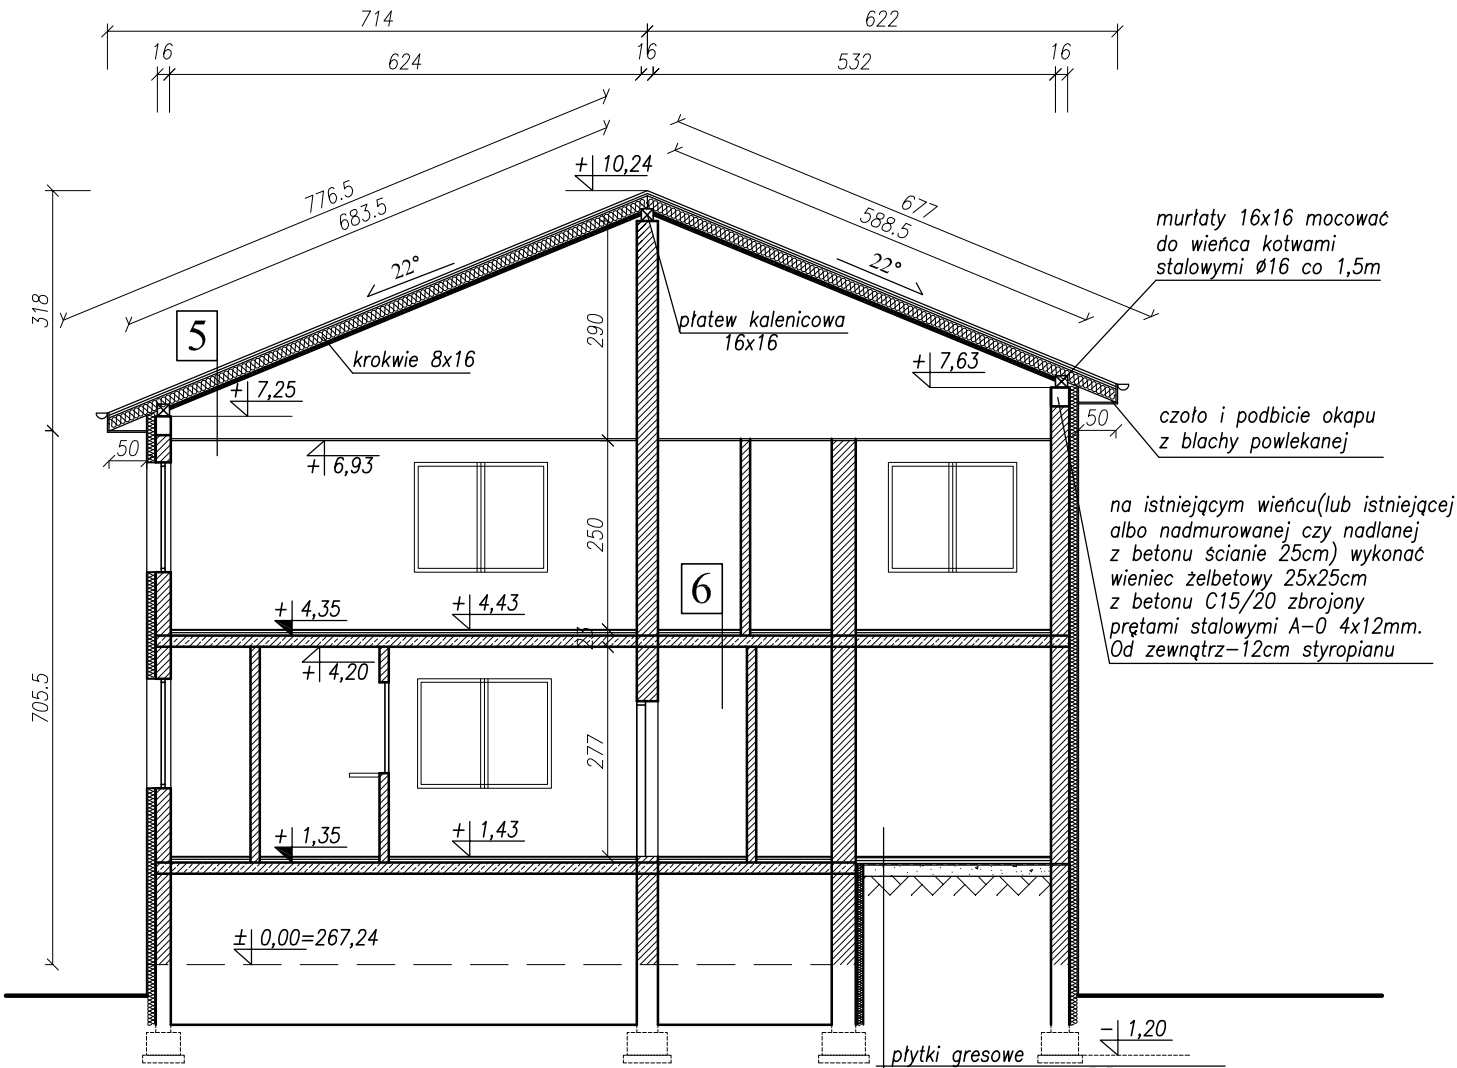 714
622
16
624
16
532
16
776.5
683.5
677
588.5
+ 10,24
22°
22°
318
murłaty 16x16 mocować
do wieńca kotwami
stalowymi Ø16 co 1,5m
5
krokwie 8x16
290
płatew kalenicowa
16x16
+ 7,25
+ 7,63
50
50
czoło i podbicie okapu
z blachy powlekanej
+ 6,93
250
na istniejącym wieńcu(lub istniejącej
albo nadmurowanej czy nadlanej
z betonu ścianie 25cm) wykonać
wieniec żelbetowy 25x25cm
z betonu C15/20 zbrojony
prętami stalowymi A-0 4x12mm.
Od zewnątrz-12cm styropianu
6
+ 4,35
+ 4,43
+ 4,20
705.5
277
+ 1,35
+ 1,43
± 0,00=267,24
- 1,20
płytki gresowe